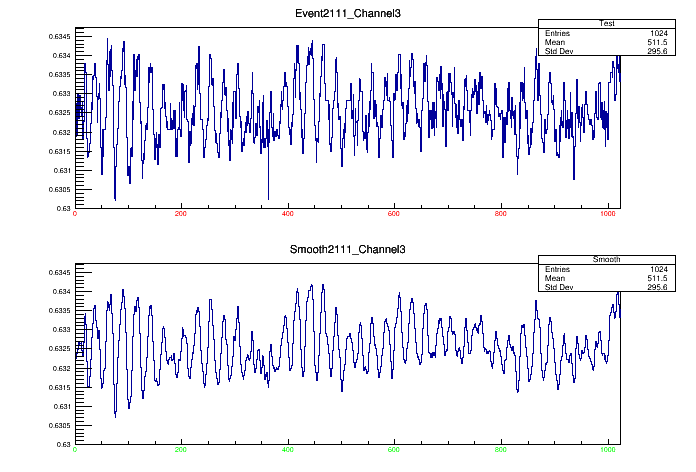 Event2111_Channel3
Test
Entries 1024
Mean 511.5
Std Dev 295.6
0.6345
0.634
0.6335
0.633
0.6325
0.632
0.6315
0.631
0.6305
0.63
0 200 400 600 800 1000
Smooth2111_Channel3
Smooth
Entries 1024
Mean 511.5
Std Dev 295.6
0.6345
0.634
0.6335
0.633
0.6325
0.632
0.6315
0.631
0.6305
0.63
0 200 400 600 800 1000